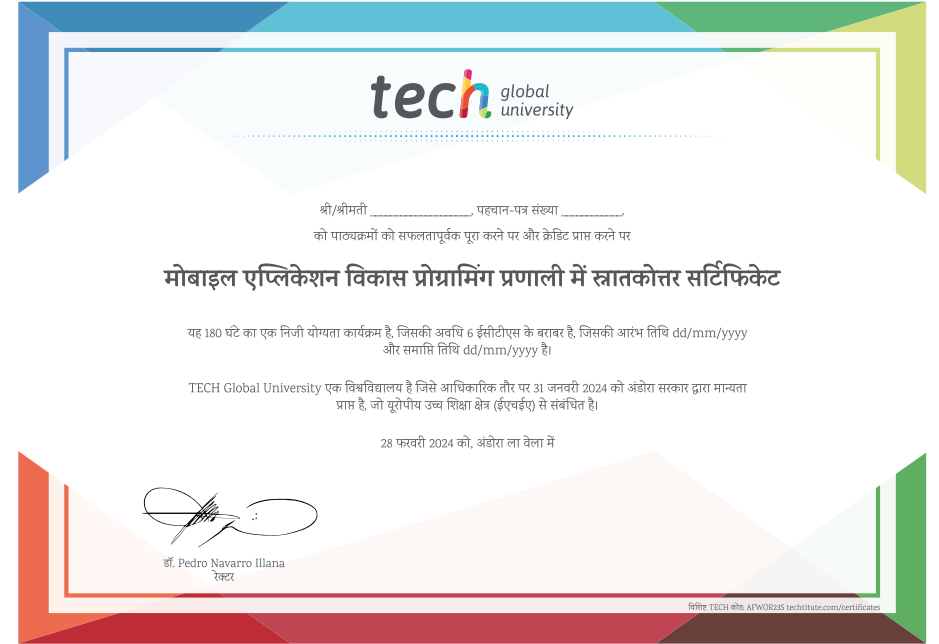 tech global
university
श्री/श्रीमती ____________________, पहचान-पत्र संख्या ____________,
को पाठ्यक्रमों को सफलतापूर्वक पूरा करने पर और क्रेडिट प्राप्त करने पर
मोबाइल एप्लिकेशन विकास प्रोग्रामिंग प्रणाली में स्नातकोत्तर सर्टिफिकेट
यह 180 घंटे का एक निजी योग्यता कार्यक्रम है, जिसकी अवधि 6 ईसीटीएस के बराबर है, जिसकी आरंभ तिथि dd/mm/yyyy
और समाप्ति तिथि dd/mm/yyyy है।
TECH Global University एक विश्वविद्यालय है जिसे आधिकारिक तौर पर 31 जनवरी 2024 को अंडोरा सरकार द्वारा मान्यता
प्राप्त है, जो यूरोपीय उच्च शिक्षा क्षेत्र (ईएचईए) से संबंधित है।
28 फरवरी 2024 को, अंडोरा ला वेला में
डॉ. Pedro Navarro Illana
रेक्टर
विशिष्ट TECH कोड: AFWOR23S techtitute.com/certificates